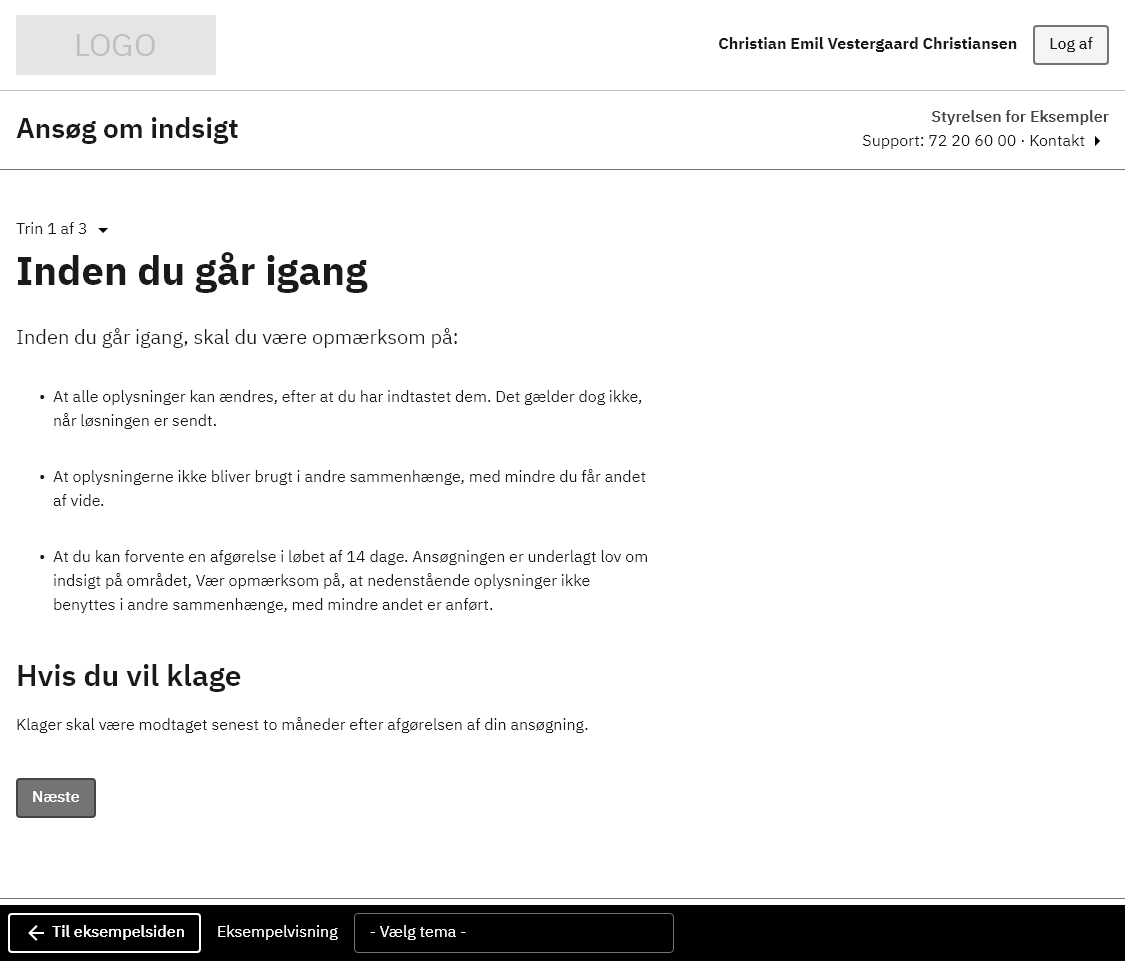 LOGO
Christian Emil Vestergaard Christiansen
Log af
Ansøg om indsigt
Styrelsen for Eksempler
Support: 72 20 60 00 · Kontakt
Trin 1 af 3
Inden du går igang
Inden du går igang, skal du være opmærksom på:
• At alle oplysninger kan ændres, efter at du har indtastet dem. Det gælder dog ikke,
når løsningen er sendt.
• At oplysningerne ikke bliver brugt i andre sammenhænge, med mindre du får andet
af vide.
• At du kan forvente en afgørelse i løbet af 14 dage. Ansøgningen er underlagt lov om
indsigt på området, Vær opmærksom på, at nedenstående oplysninger ikke
benyttes i andre sammenhænge, med mindre andet er anført.
Hvis du vil klage
Klager skal være modtaget senest to måneder efter afgørelsen af din ansøgning.
Næste
Til eksempelsiden
Eksempelvisning
- Vælg tema -